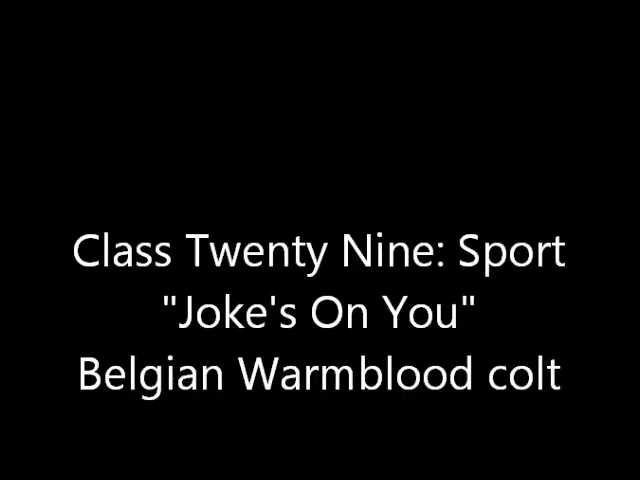 Class Twenty Nine: Sport
"Joke's On You"
Belgian Warmblood colt